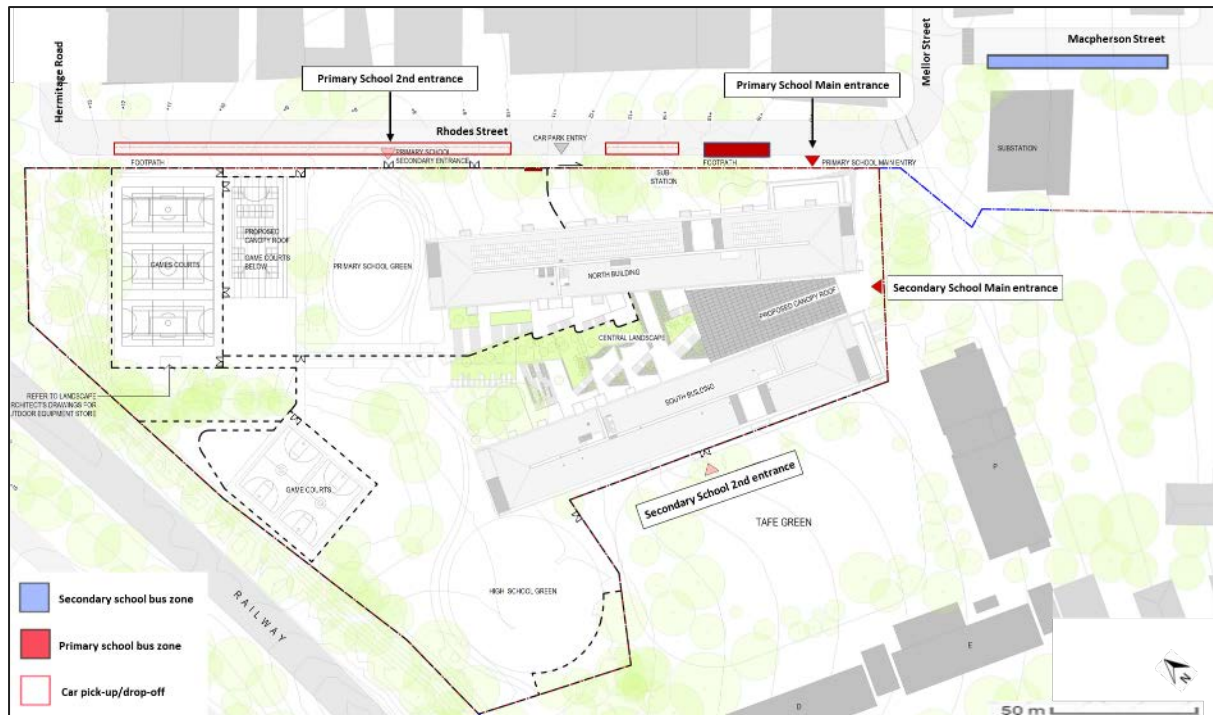 Hermitage Road
Primary School 2nd entrance
Rhodes Street
CAR PARK ENTRY
Primary School Main entrance
Mellor Street
Macpherson Street
FOOTPATH
PRIMARY SCHOOL
SECONDARY ENTRANCE
SUB-
STATION
FOOTPATH
PRIMARY SCHOOL MAIN ENTRY
SUBSTATION
GAMES COURTS
PROPOSED
CANOPY ROOF
GAME COURTS
BELOW
PRIMARY SCHOOL GREEN
NORTH BUILDING
PROPOSED CANOPY ROOF
Secondary School Main entrance
CENTRAL LANDSCAPE
SOUTH BUILDING
REFER TO LANDSCAPE
RCHITECT'S DRAWINGS FOR
UTDOOR EQUIPMENT STORE
GAME COURTS
Secondary School 2nd entrance
TAFE GREEN
P
HIGH SCHOOL GREEN
RAILWAY
E
D
Secondary school bus zone
Primary school bus zone
Car pick-up/drop-off
N
50 m